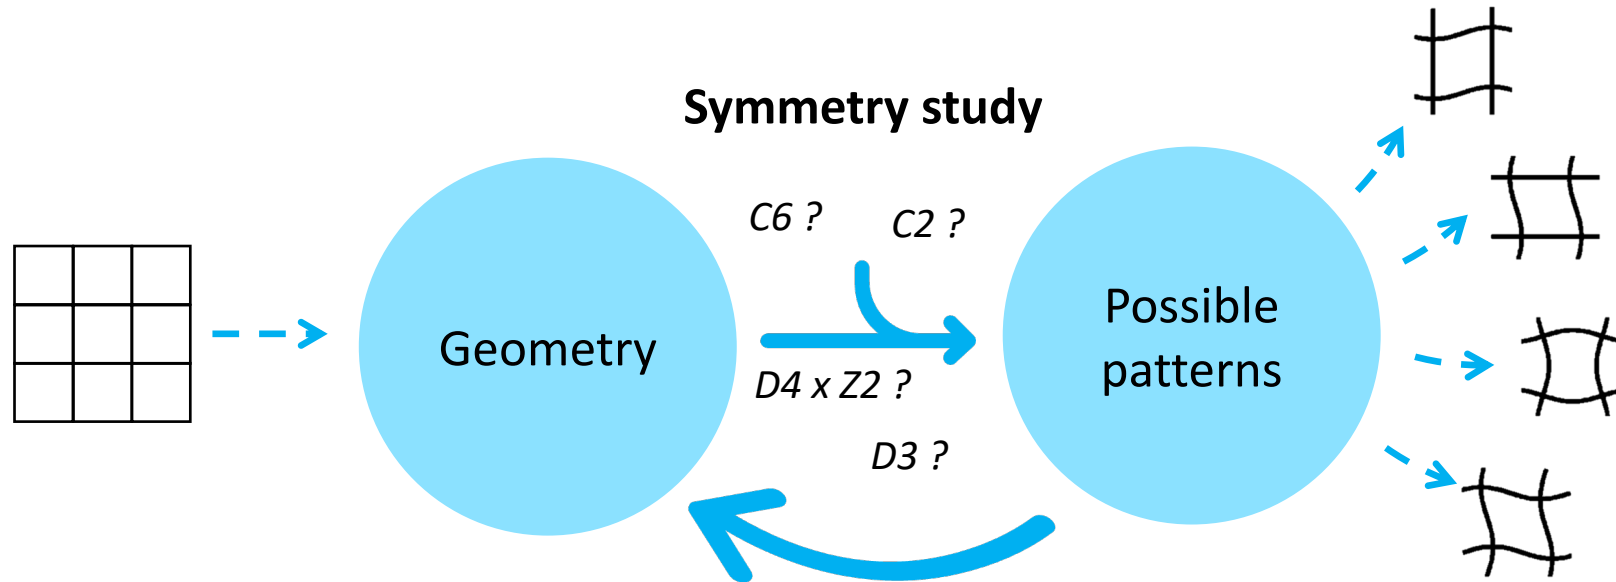 Symmetry study
C6 ?
C2 ?
Geometry
Possible
patterns
D4 x Z2 ?
D3 ?